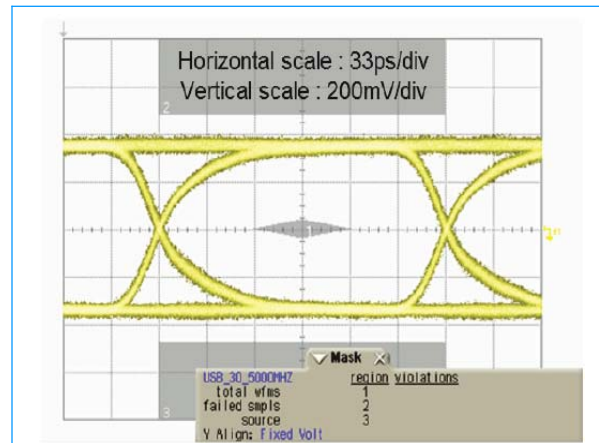 Horizontal scale : 33ps/div
Vertical scale : 200mV/div
2
1
Mask X
USB_30_5000MHZ region violations
total wfms 1
failed smpls 2
source 3
Y Align: Fixed Volt
3